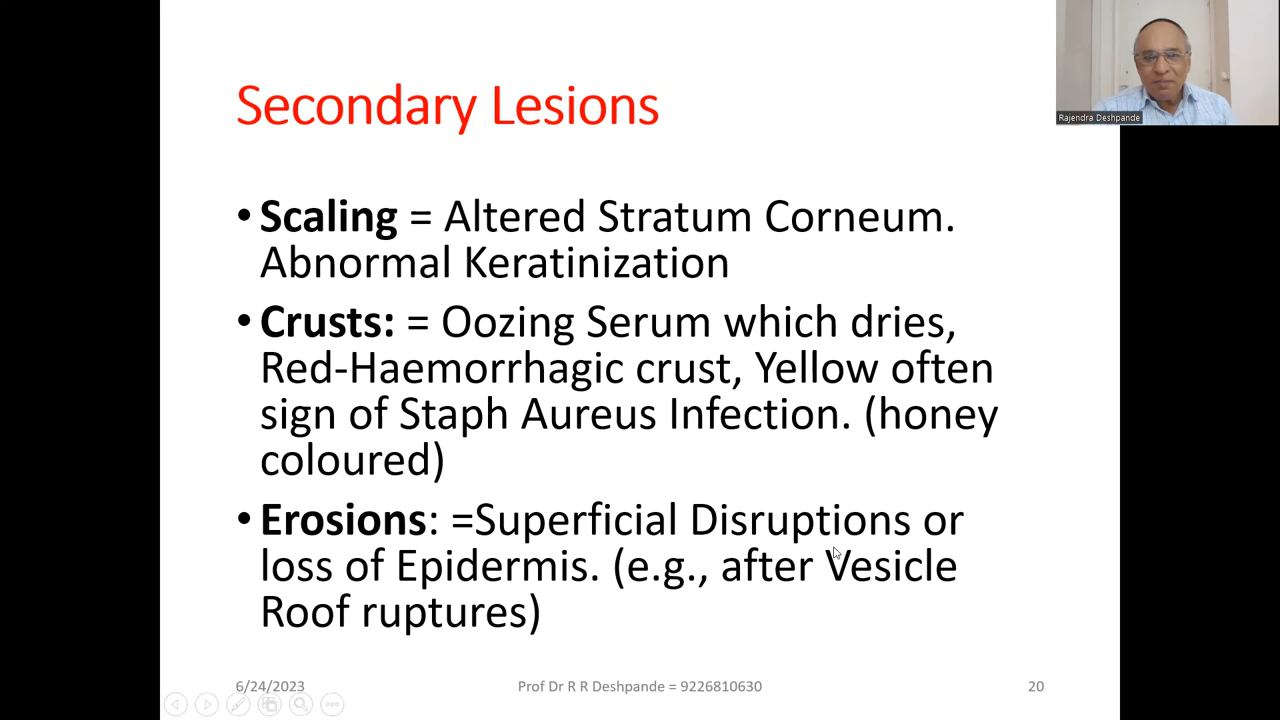 Secondary Lesions
• Scaling = Altered Stratum Corneum.
Abnormal Keratinization
• Crusts: = Oozing Serum which dries,
Red-Haemorrhagic crust, Yellow often
sign of Staph Aureus Infection. (honey
coloured)
• Erosions: =Superficial Disruptions or
loss of Epidermis. (e.g., after Vesicle
Roof ruptures)
6/24/2023
Prof Dr R R Deshpande = 9226810630
20
Rajendra Deshpande